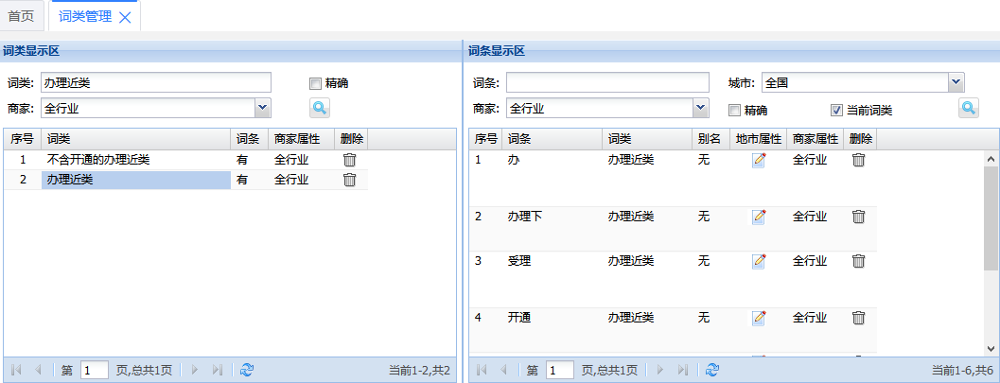 首页 词类管理
词类显示区
词类: 办理近类 精确
商家: 全行业
序号 词类 词条 商家属性 删除
1 不含开通的办理近类 有 全行业
2 办理近类 有 全行业
第 1 页,总共1页 当前1-2,共2
词条显示区
词条: 城市: 全国
商家: 全行业 精确 当前词类
序号 词条 词类 别名 地市属性 商家属性 删除
1 办 办理近类 无 全行业
2 办理下 办理近类 无 全行业
3 受理 办理近类 无 全行业
4 开通 办理近类 无 全行业
第 1 页,总共1页 当前1-6,共6